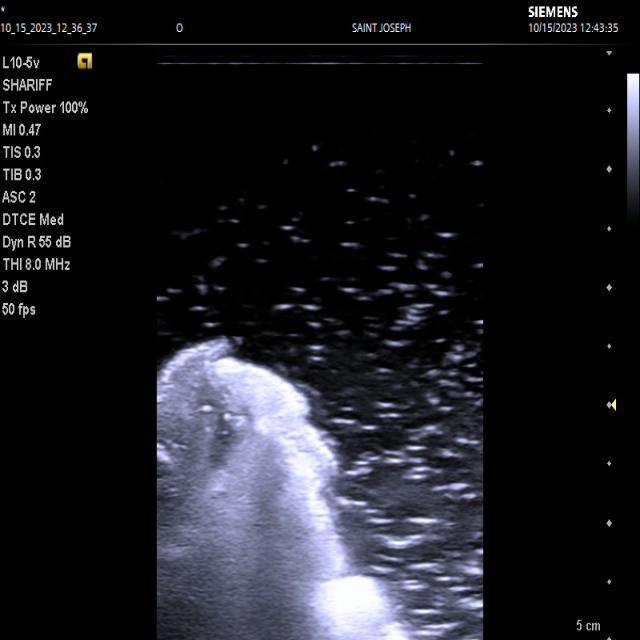 *
SIEMENS
10_15_2023_12_36_37 O SAINT JOSEPH 10/15/2023 12:43:35
L10-5v
SHARIFF
Tx Power 100%
MI 0.47
TIS 0.3
TIB 0.3
ASC 2
DTCE Med
Dyn R 55 dB
THI 8.0 MHz
3 dB
50 fps
5 cm